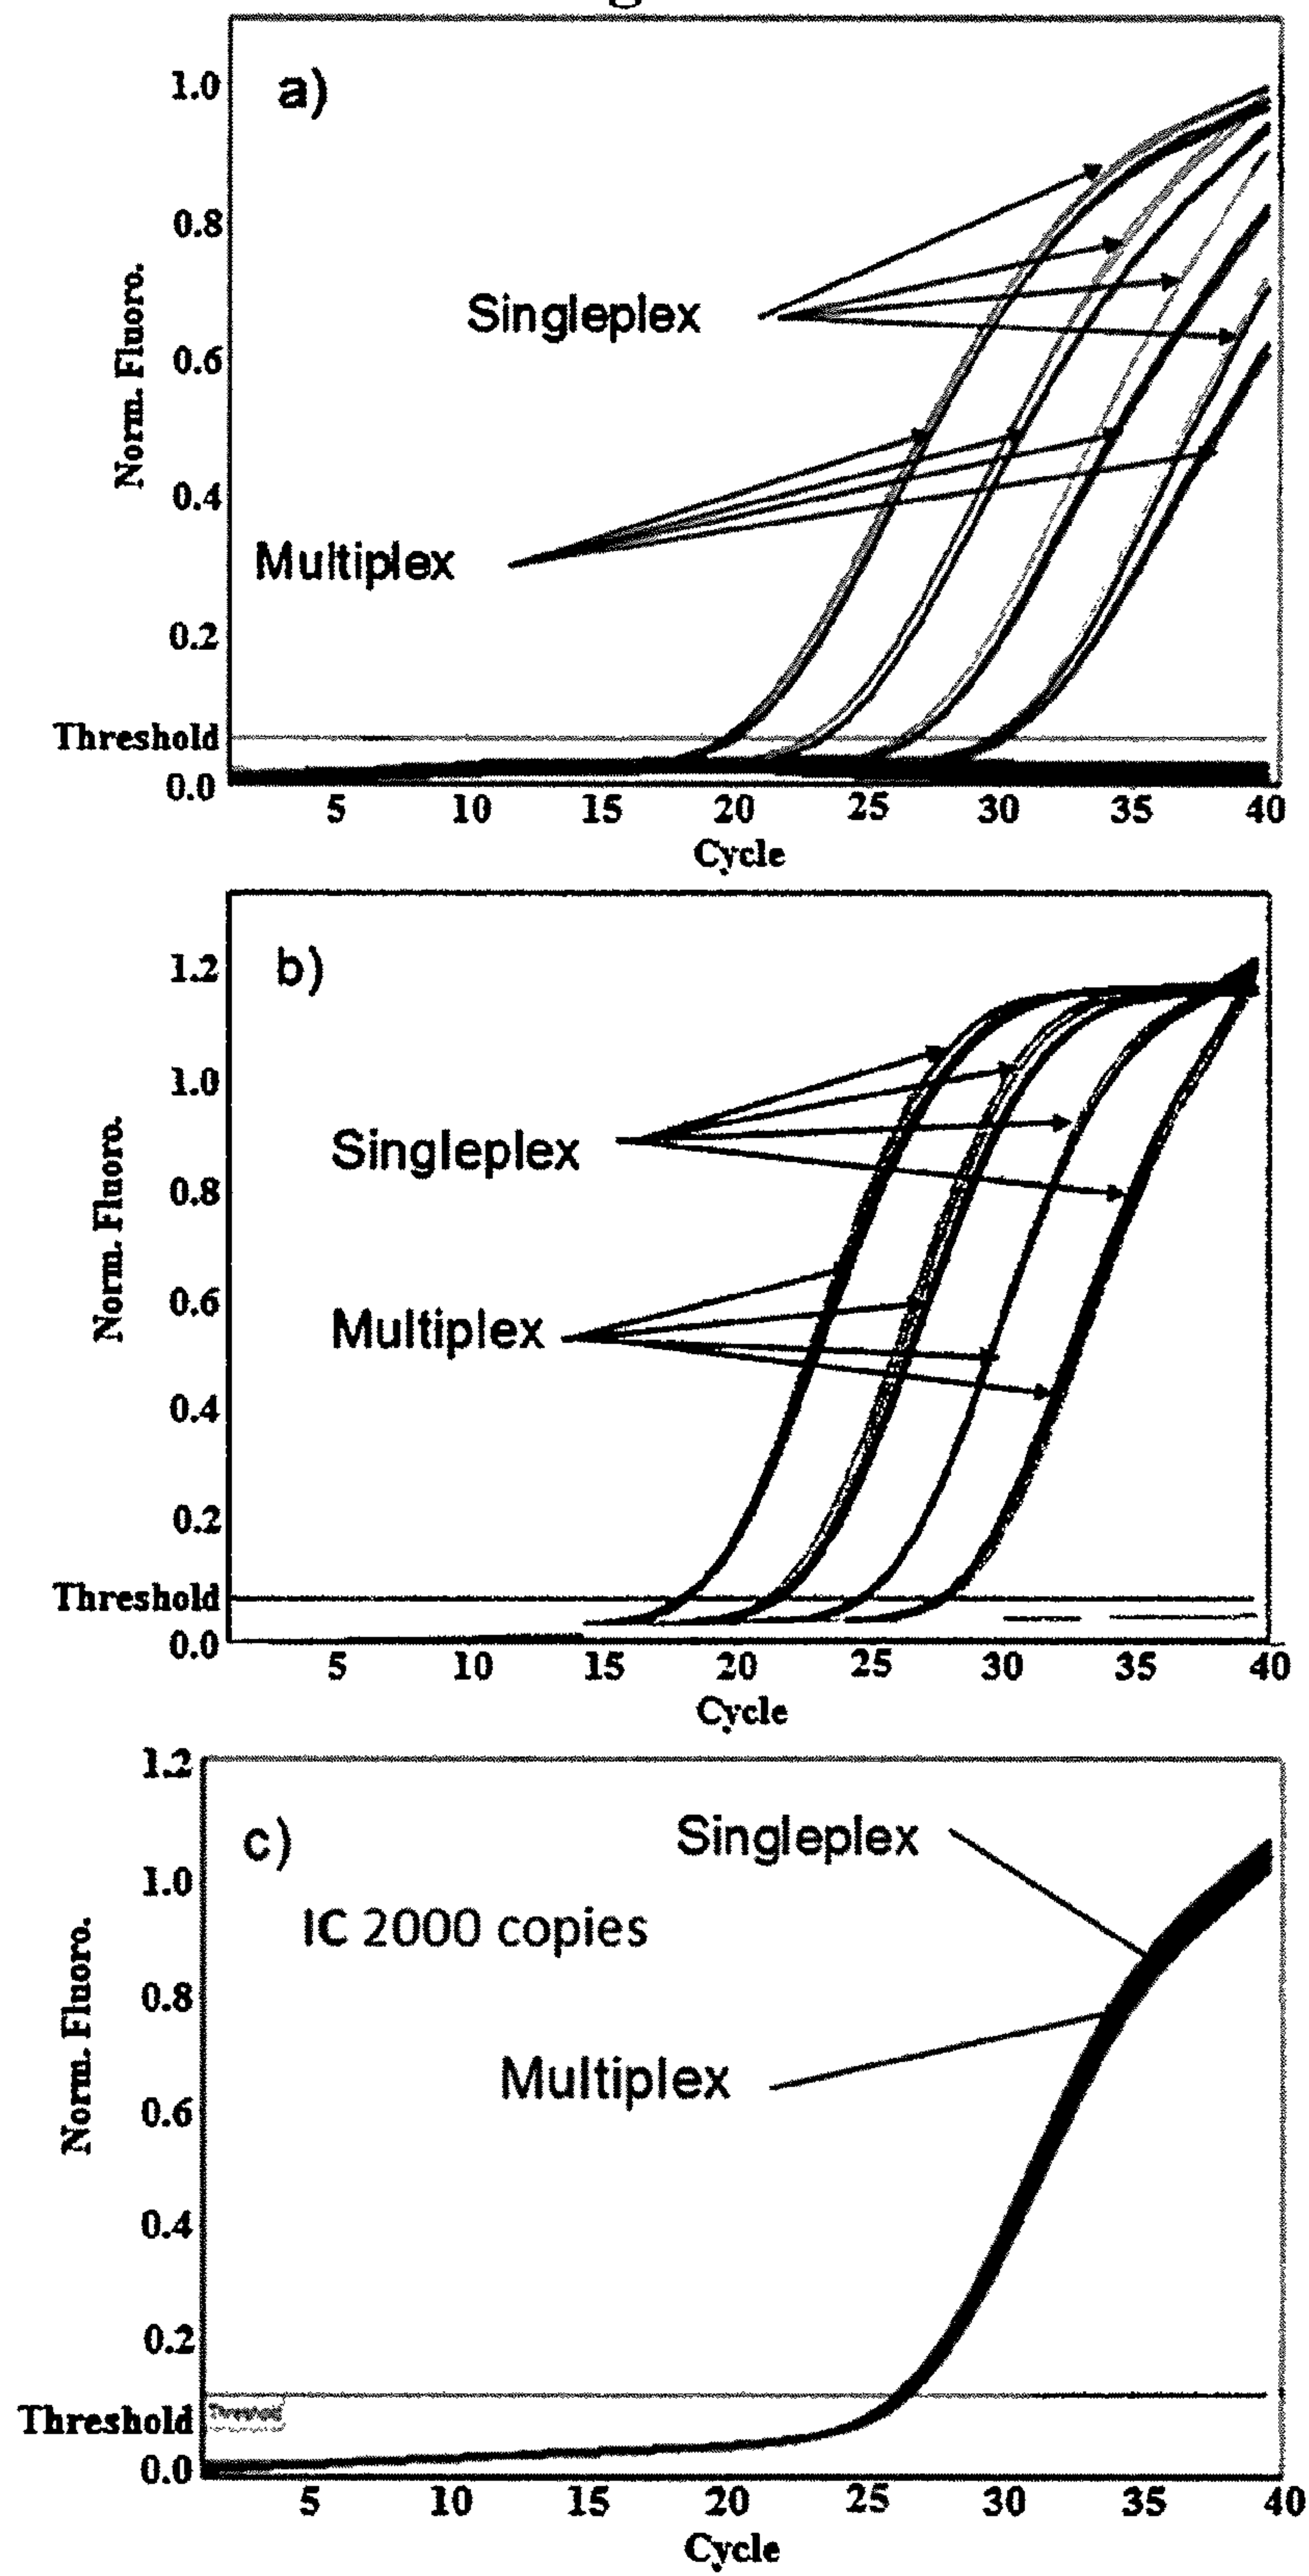 a)
1.0
0.8
0.6
0.4
0.2
Threshold
0.0
Norm. Fluoro.
Singleplex
Multiplex
5 10 15 20 25 30 35 40
Cycle
b)
1.2
1.0
0.8
0.6
0.4
0.2
Threshold
0.0
Norm. Fluoro.
Singleplex
Multiplex
5 10 15 20 25 30 35 40
Cycle
c)
1.2
1.0
0.8
0.6
0.4
0.2
Threshold
0.0
Norm. Fluoro.
Singleplex
IC 2000 copies
Multiplex
Threshold
5 10 15 20 25 30 35 40
Cycle